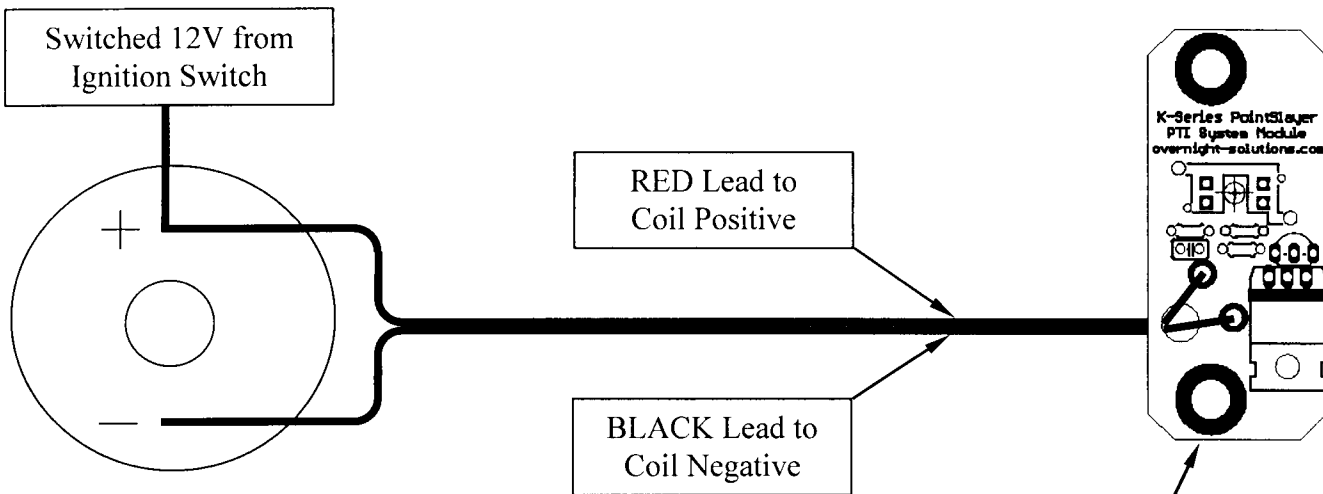 Switched 12V from
Ignition Switch
K-Series PointSlayer
PTI System Module
overnight-solutions.com
+
RED Lead to
Coil Positive
—
BLACK Lead to
Coil Negative